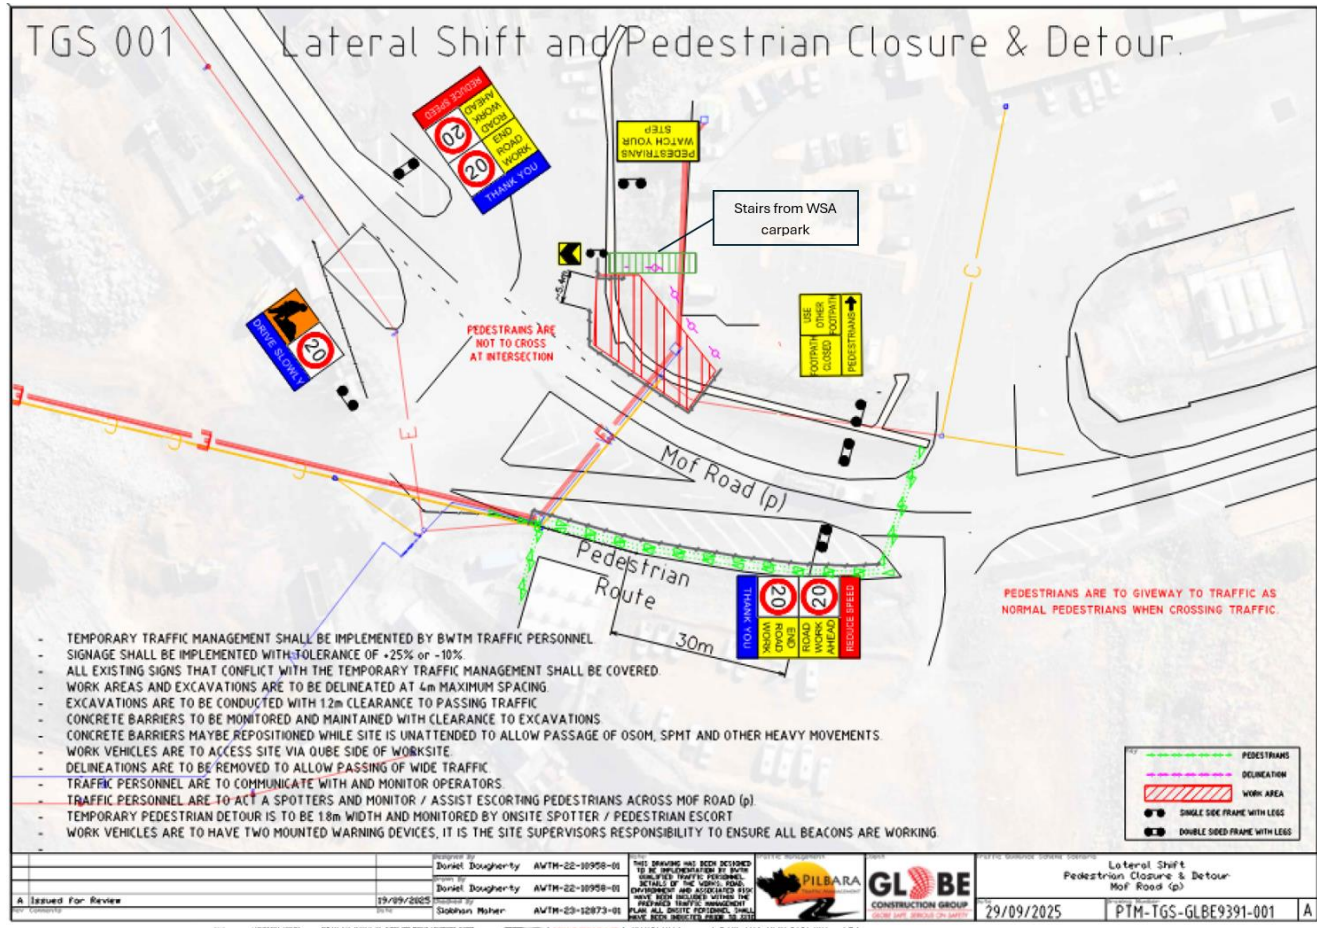 TGS 001
Lateral Shift and Pedestrian Closure & Detour.
REDUCE SPEED
20
ROAD
WORK
AHEAD
20
END
ROAD
WORK
THANK YOU
PEDESTRIANS
WATCH YOUR
STEP
Stairs from WSA
carpark
DRIVE SLOWLY
20
PEDESTRAINS ARE
NOT TO CROSS
AT INTERSECTION
FOOTPATH
CLOSED
USE
OTHER
FOOTPATH
PEDESTRIANS
C
E
Mof Road (p)
Pedestrian
Route
30m
THANK YOU
20
END
ROAD
WORK
20
ROAD
WORK
AHEAD
REDUCE SPEED
PEDESTRIANS ARE TO GIVEWAY TO TRAFFIC AS
NORMAL PEDESTRIANS WHEN CROSSING TRAFFIC.
- TEMPORARY TRAFFIC MANAGEMENT SHALL BE IMPLEMENTED BY BWTM TRAFFIC PERSONNEL.
- SIGNAGE SHALL BE IMPLEMENTED WITH TOLERANCE OF +25% or -10%.
- ALL EXISTING SIGNS THAT CONFLICT WITH THE TEMPORARY TRAFFIC MANAGEMENT SHALL BE COVERED.
- WORK AREAS AND EXCAVATIONS ARE TO BE DELINEATED AT 4m MAXIMUM SPACING.
- EXCAVATIONS ARE TO BE CONDUCTED WITH 1.2m CLEARANCE TO PASSING TRAFFIC
- CONCRETE BARRIERS TO BE MONITORED AND MAINTAINED WITH CLEARANCE TO EXCAVATIONS
- CONCRETE BARRIERS MAYBE REPOSITIONED WHILE SITE IS UNATTENDED TO ALLOW PASSAGE OF OSOM, SPMT AND OTHER HEAVY MOVEMENTS.
- WORK VEHICLES ARE TO ACCESS SITE VIA QUBE SIDE OF WORKSITE.
- DELINEATIONS ARE TO BE REMOVED TO ALLOW PASSING OF WIDE TRAFFIC.
- TRAFFIC PERSONNEL ARE TO COMMUNICATE WITH AND MONITOR OPERATORS.
- TRAFFIC PERSONNEL ARE TO ACT A SPOTTERS AND MONITOR / ASSIST ESCORTING PEDESTRIANS ACROSS MOF ROAD (p).
- TEMPORARY PEDESTRIAN DETOUR IS TO BE 1.8m WIDTH AND MONITORED BY ONSITE SPOTTER / PEDESTRIAN ESCORT
- WORK VEHICLES ARE TO HAVE TWO MOUNTED WARNING DEVICES, IT IS THE SITE SUPERVISORS RESPONSIBILITY TO ENSURE ALL BEACONS ARE WORKING.
-
PEDESTRIANS
DELINEATION
WORK AREA
SINGLE SIDE FRAME WITH LEGS
DOUBLE SIDED FRAME WITH LEGS
A Issued for Review 19/09/2025
Daniel Dougherty AWTM-22-10958-01
Daniel Dougherty AWTM-22-10958-01
Siobhan Maher AWTM-23-12873-01
THIS DRAWING HAS BEEN DESIGNED
PILBARA
GLOBE
CONSTRUCTION GROUP
GLOBE SAFE, SERIOUS ON SAFETY
Lateral Shift
Pedestrian Closure & Detour
Mof Road (p)
29/09/2025
PTM-TGS-GLBE9391-001
A